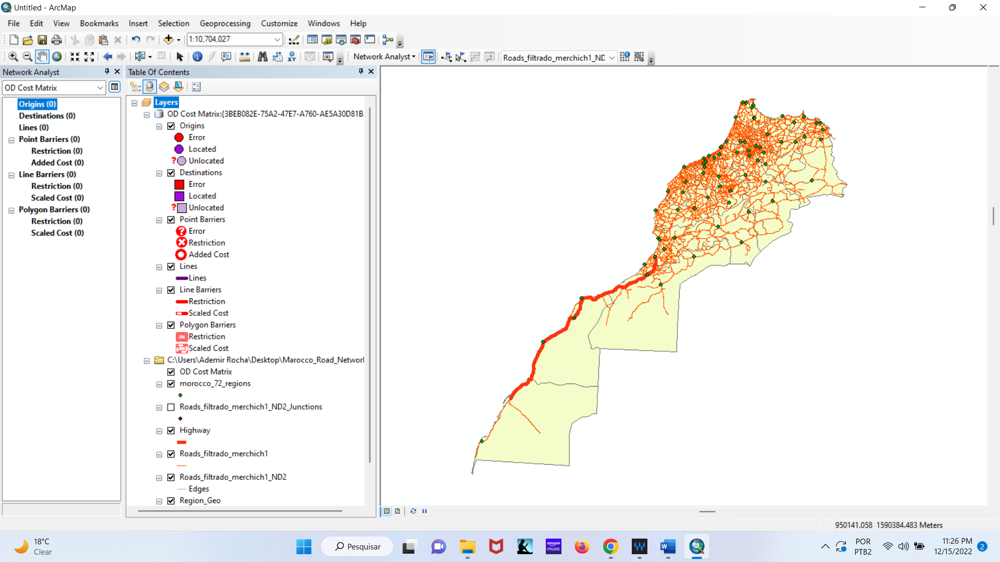 Untitled - ArcMap
File Edit View Bookmarks Insert Selection Geoprocessing Customize Windows Help
1:10,704,027
Network Analyst
Roads_filtrado_merchich1_NC
Network Analyst
OD Cost Matrix
Origins (0)
Destinations (0)
Lines (0)
Point Barriers (0)
Restriction (0)
Added Cost (0)
Line Barriers (0)
Restriction (0)
Scaled Cost (0)
Polygon Barriers (0)
Restriction (0)
Scaled Cost (0)
Table Of Contents
Layers
OD Cost Matrix:{3BEB082E-75A2-47E7-A760-AE5A30D81B
Origins
Error
Located
? Unlocated
Destinations
Error
Located
? Unlocated
Point Barriers
Error
Restriction
Added Cost
Lines
Lines
Line Barriers
Restriction
Scaled Cost
Polygon Barriers
Restriction
Scaled Cost
C:\Users\Ademir Rocha\Desktop\Marocco_Road_Networ
OD Cost Matrix
morocco_72_regions
Roads_filtrado_merchich1_ND2_Junctions
Highway
Roads_filtrado_merchich1
Roads_filtrado_merchich1_ND2
Edges
Region_Geo
950141.058 1590384.483 Meters
18°C
Clear
Pesquisar
amazon
music
POR
PTB2
11:26 PM
12/15/2022
2